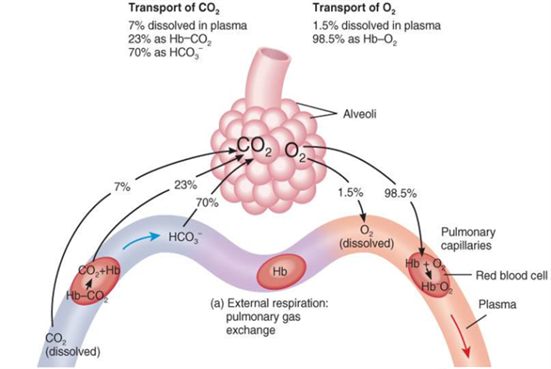 Transport of CO₂
7% dissolved in plasma
23% as Hb–CO₂
70% as HCO₃⁻
Transport of O₂
1.5% dissolved in plasma
98.5% as Hb–O₂
Alveoli
CO₂
O₂
7%
23%
70%
1.5%
98.5%
HCO₃⁻
O₂
(dissolved)
Pulmonary
capillaries
CO₂+Hb
Hb–CO₂
Hb
Hb + O₂
Hb-O₂
Red blood cell
Plasma
(a) External respiration:
pulmonary gas
exchange
CO₂
(dissolved)